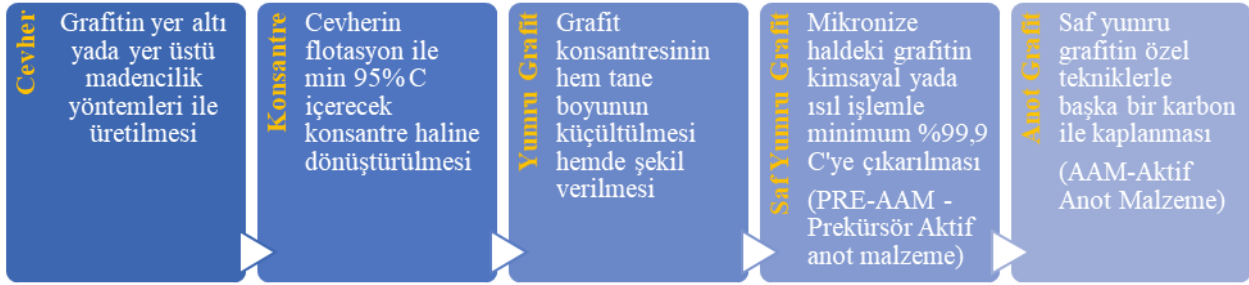 Cevher
Grafitin yer altı
yada yer üstü
madencilik
yöntemleri ile
üretilmesi
Konsantre
Cevherin
flotasyon ile
min 95% C
içerecek
konsantre haline
dönüştürülmesi
Yumru Grafit
Grafit
konsantresinin
hem tane
boyunun
küçültülmesi
hemde şekil
verilmesi
Saf Yumru Grafit
Mikronize
haldeki grafitin
kimsayal yada
ısıl işlemle
minimum %99,9
C'ye çıkarılması
(PRE-AAM -
Prekürsör Aktif
anot malzeme)
Anot Grafit
Saf yumru
grafitin özel
tekniklerle
başka bir karbon
ile kaplanması
(AAM-Aktif
Anot Malzeme)